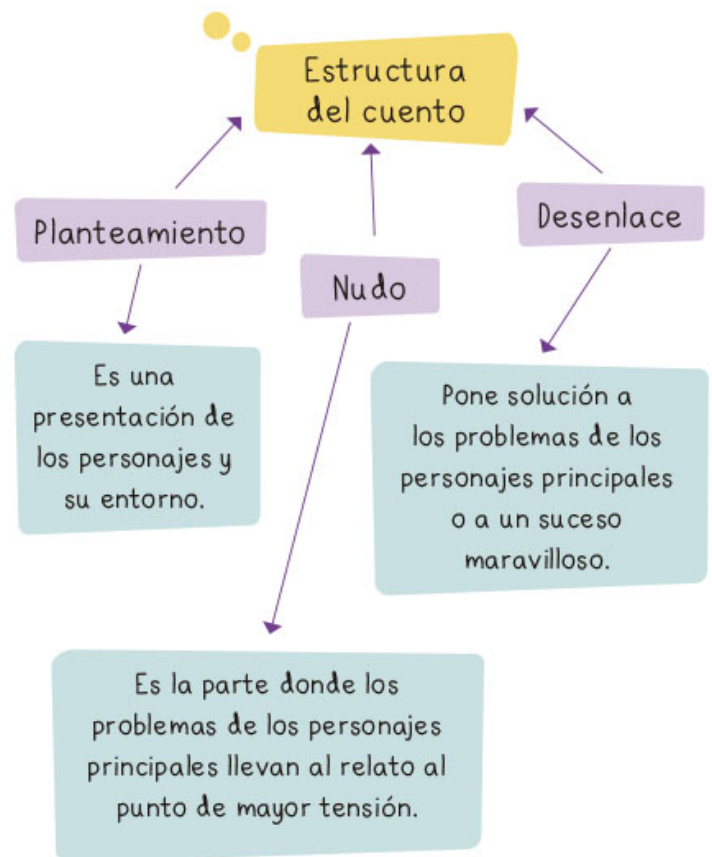 Estructura
del cuento
Planteamiento
Nudo
Desenlace
Es una
presentación de
los personajes y
su entorno.
Pone solución a
los problemas de los
personajes principales
o a un suceso
maravilloso.
Es la parte donde los
problemas de los personajes
principales llevan al relato al
punto de mayor tensión.